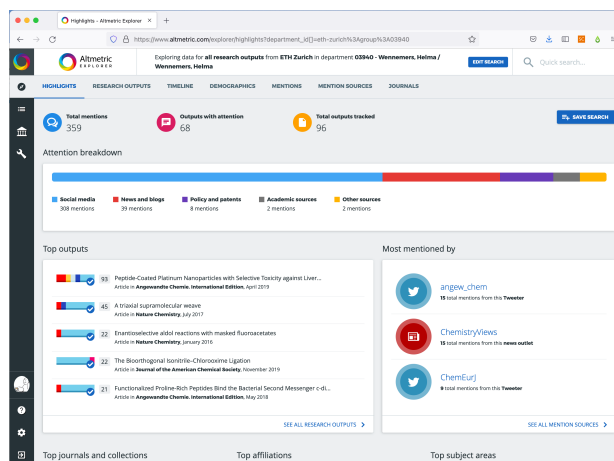 Highlights – Altmetric Explorer
https://www.altmetric.com/explorer/highlights?department_id[]=eth-zurich%3Agroup%3A03940
Altmetric
EXPLORER
Exploring data for all research outputs from ETH Zurich in department 03940 - Wennemers, Helma /
Wennemers, Helma
EDIT SEARCH
Quick search...
HIGHLIGHTS RESEARCH OUTPUTS TIMELINE DEMOGRAPHICS MENTIONS MENTION SOURCES JOURNALS
Total mentions
359
Outputs with attention
68
Total outputs tracked
96
SAVE SEARCH
Attention breakdown
Social media
308 mentions
News and blogs
39 mentions
Policy and patents
8 mentions
Academic sources
2 mentions
Other sources
2 mentions
Top outputs
93 Peptide-Coated Platinum Nanoparticles with Selective Toxicity against Liver...
Article in Angewandte Chemie. International Edition, April 2019
45 A triaxial supramolecular weave
Article in Nature Chemistry, July 2017
22 Enantioselective aldol reactions with masked fluoroacetates
Article in Nature Chemistry, January 2016
22 The Bioorthogonal Isonitrile–Chlorooxime Ligation
Article in Journal of the American Chemical Society, November 2019
21 Functionalized Proline-Rich Peptides Bind the Bacterial Second Messenger c-di...
Article in Angewandte Chemie. International Edition, May 2018
SEE ALL RESEARCH OUTPUTS
Most mentioned by
angew_chem
15 total mentions from this Tweeter
ChemistryViews
15 total mentions from this news outlet
ChemEurJ
9 total mentions from this Tweeter
SEE ALL MENTION SOURCES
Top journals and collections
Top affiliations
Top subject areas